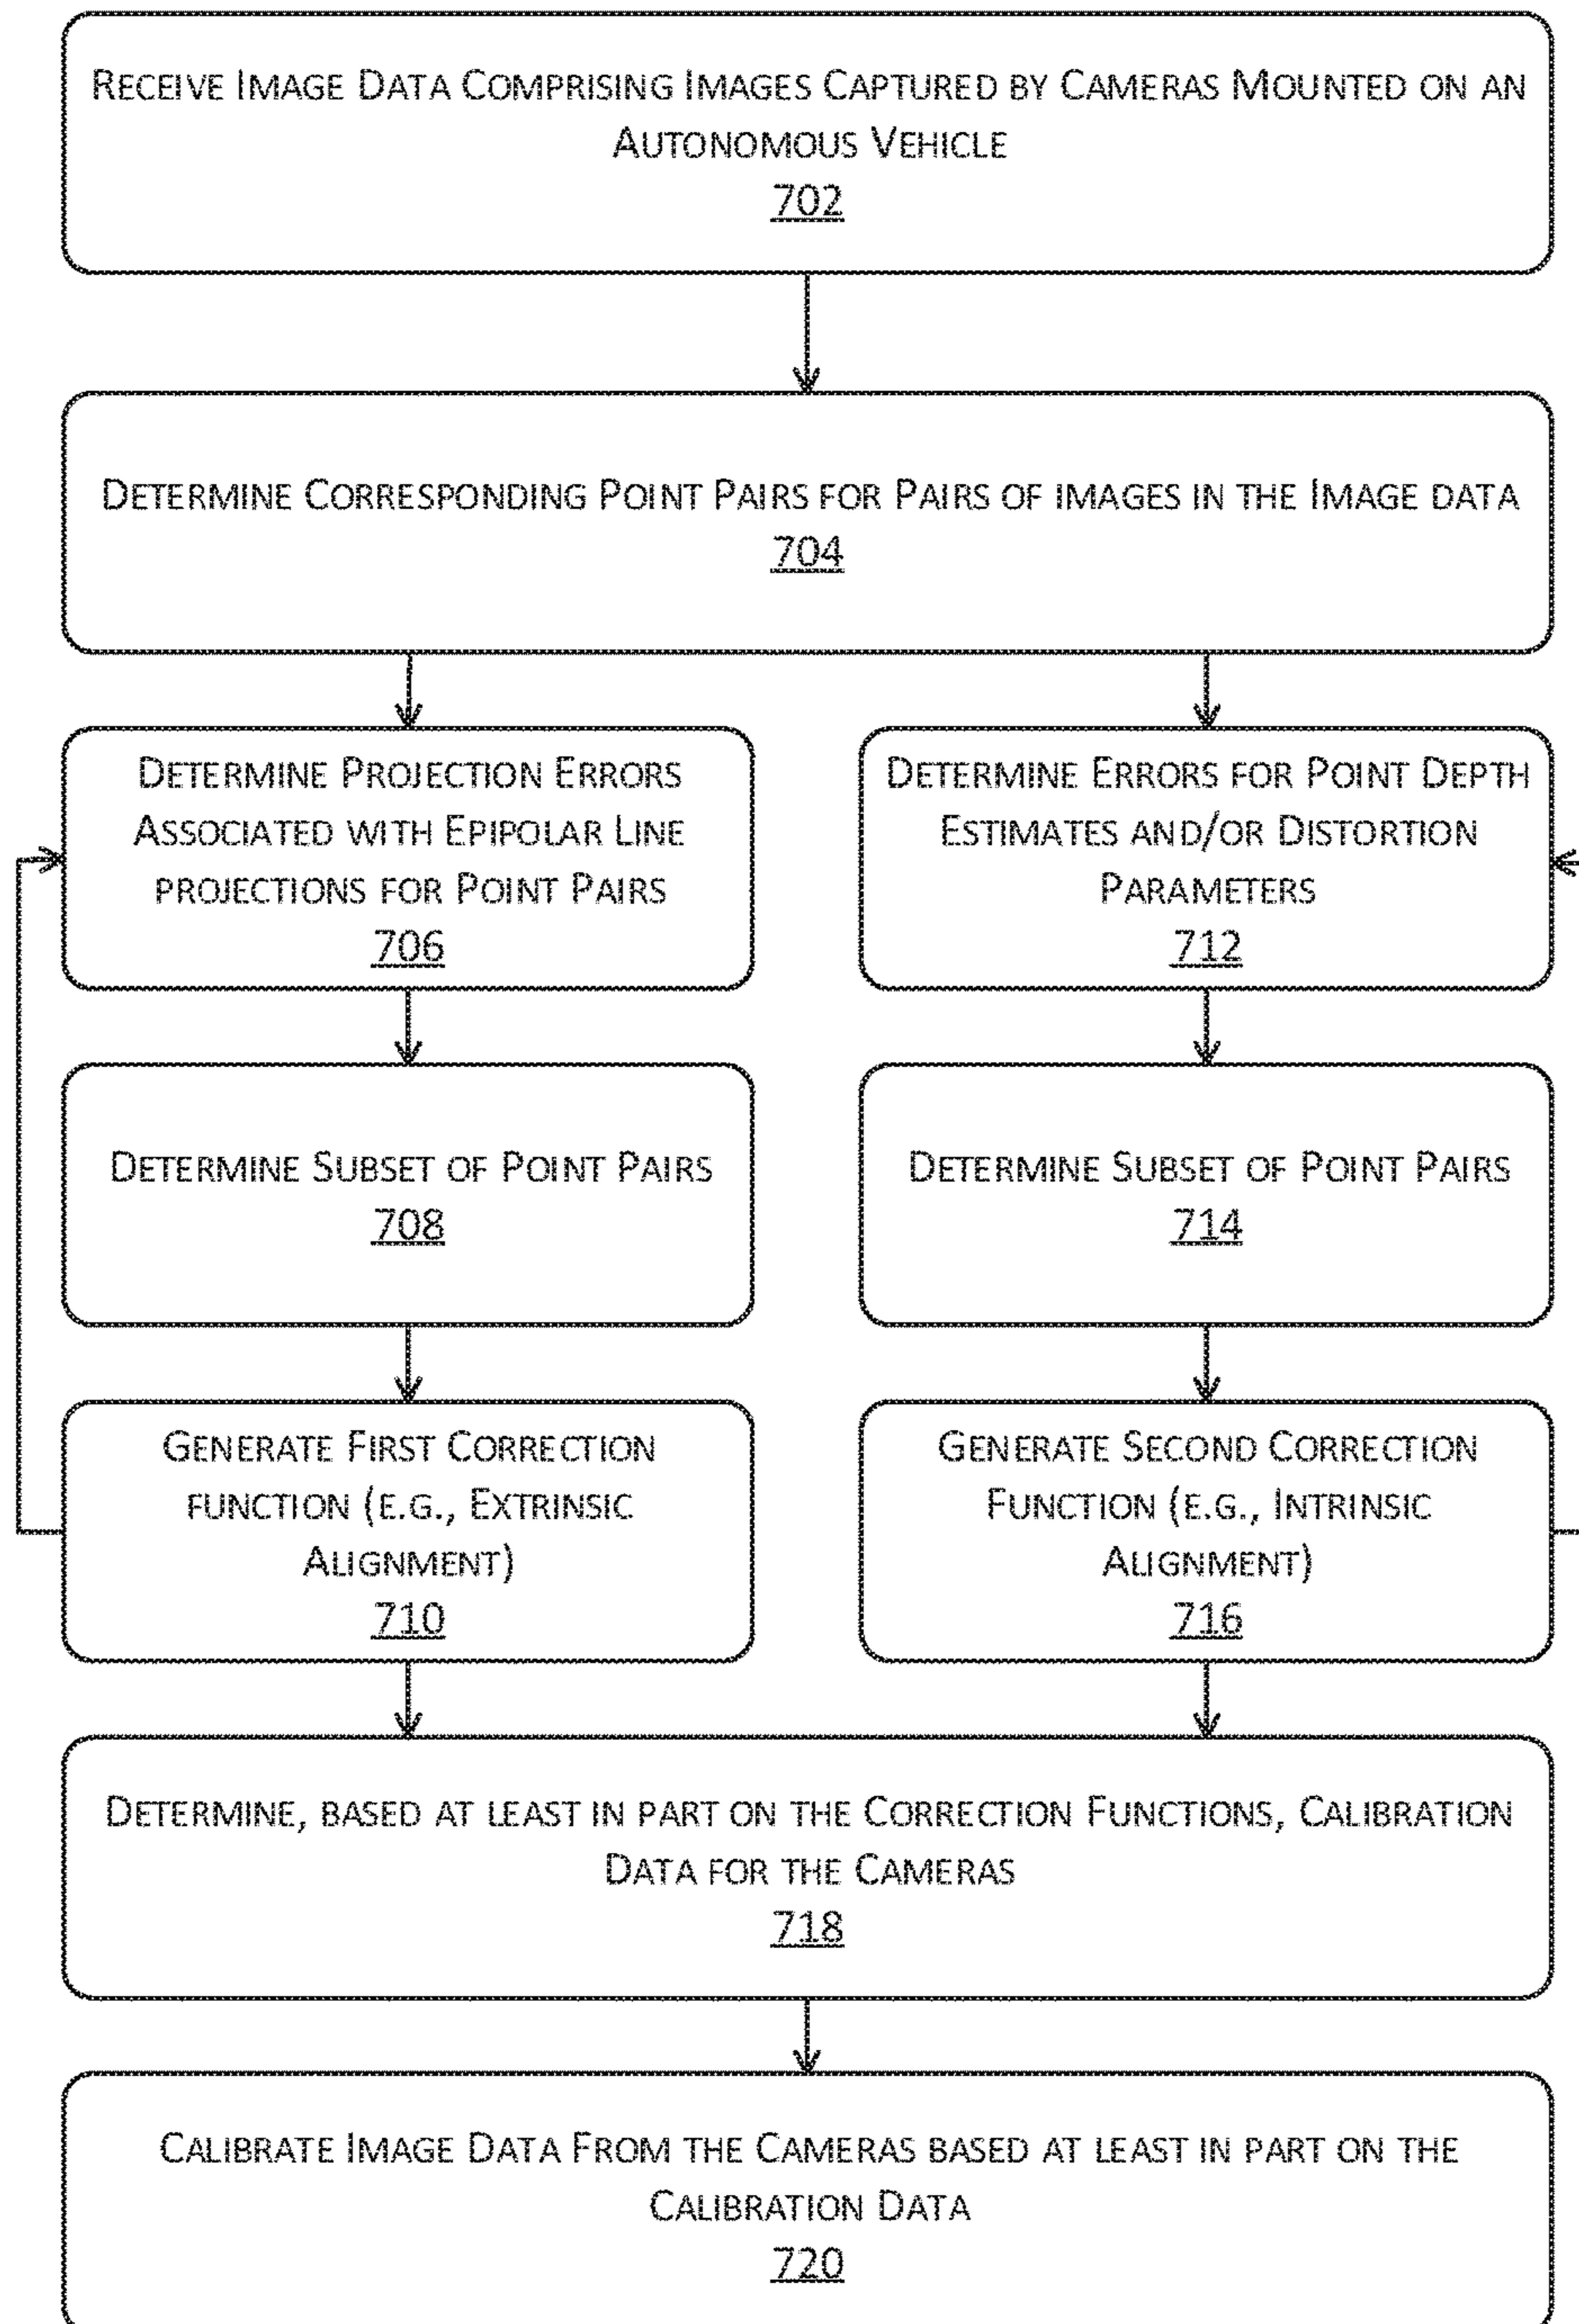 Receive Image Data Comprising Images Captured by Cameras Mounted on an
Autonomous Vehicle
702
Determine Corresponding Point Pairs for Pairs of images in the Image data
704
Determine Projection Errors
Associated with Epipolar Line
projections for Point Pairs
706
Determine Errors for Point Depth
Estimates and/or Distortion
Parameters
712
Determine Subset of Point Pairs
708
Determine Subset of Point Pairs
714
Generate First Correction
function (e.g., Extrinsic
Alignment)
710
Generate Second Correction
Function (e.g., Intrinsic
Alignment)
716
Determine, based at least in part on the Correction Functions, Calibration
Data for the Cameras
718
Calibrate Image Data From the Cameras based at least in part on the
Calibration Data
720